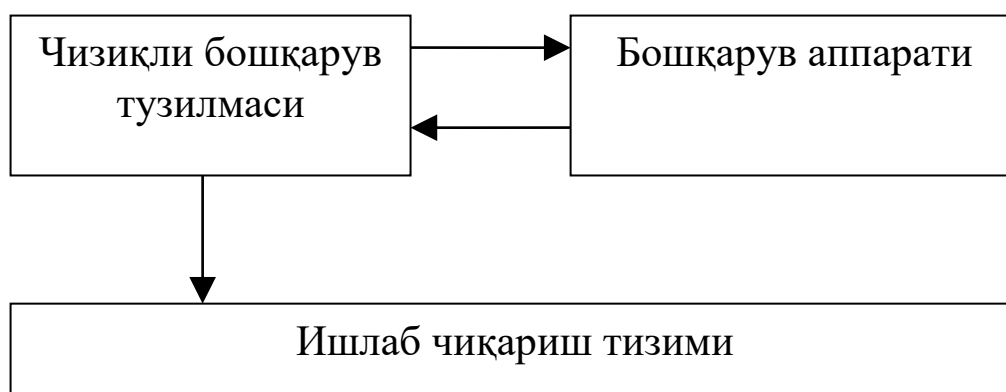 Чизиқли бошқарув
тузилмаси
Бошқарув аппарати
Ишлаб чиқариш тизими